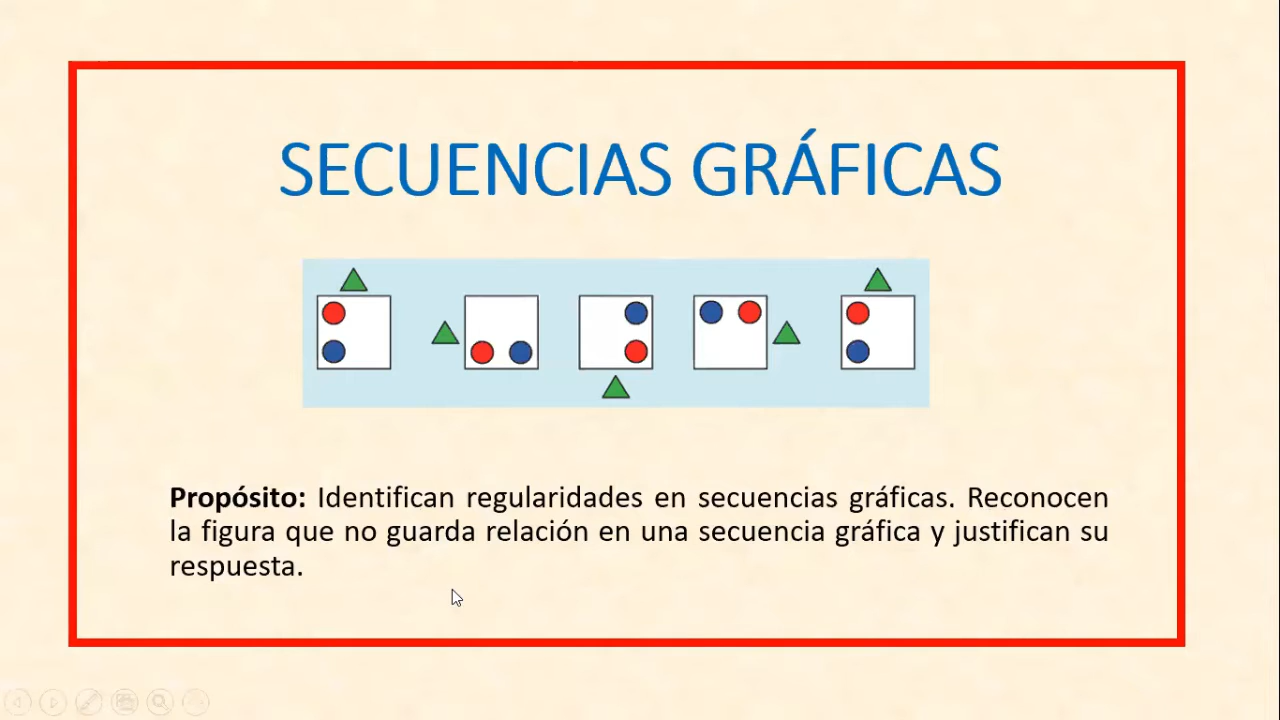 SECUENCIAS GRÁFICAS
Propósito: Identifican regularidades en secuencias gráficas. Reconocen
la figura que no guarda relación en una secuencia gráfica y justifican su
respuesta.